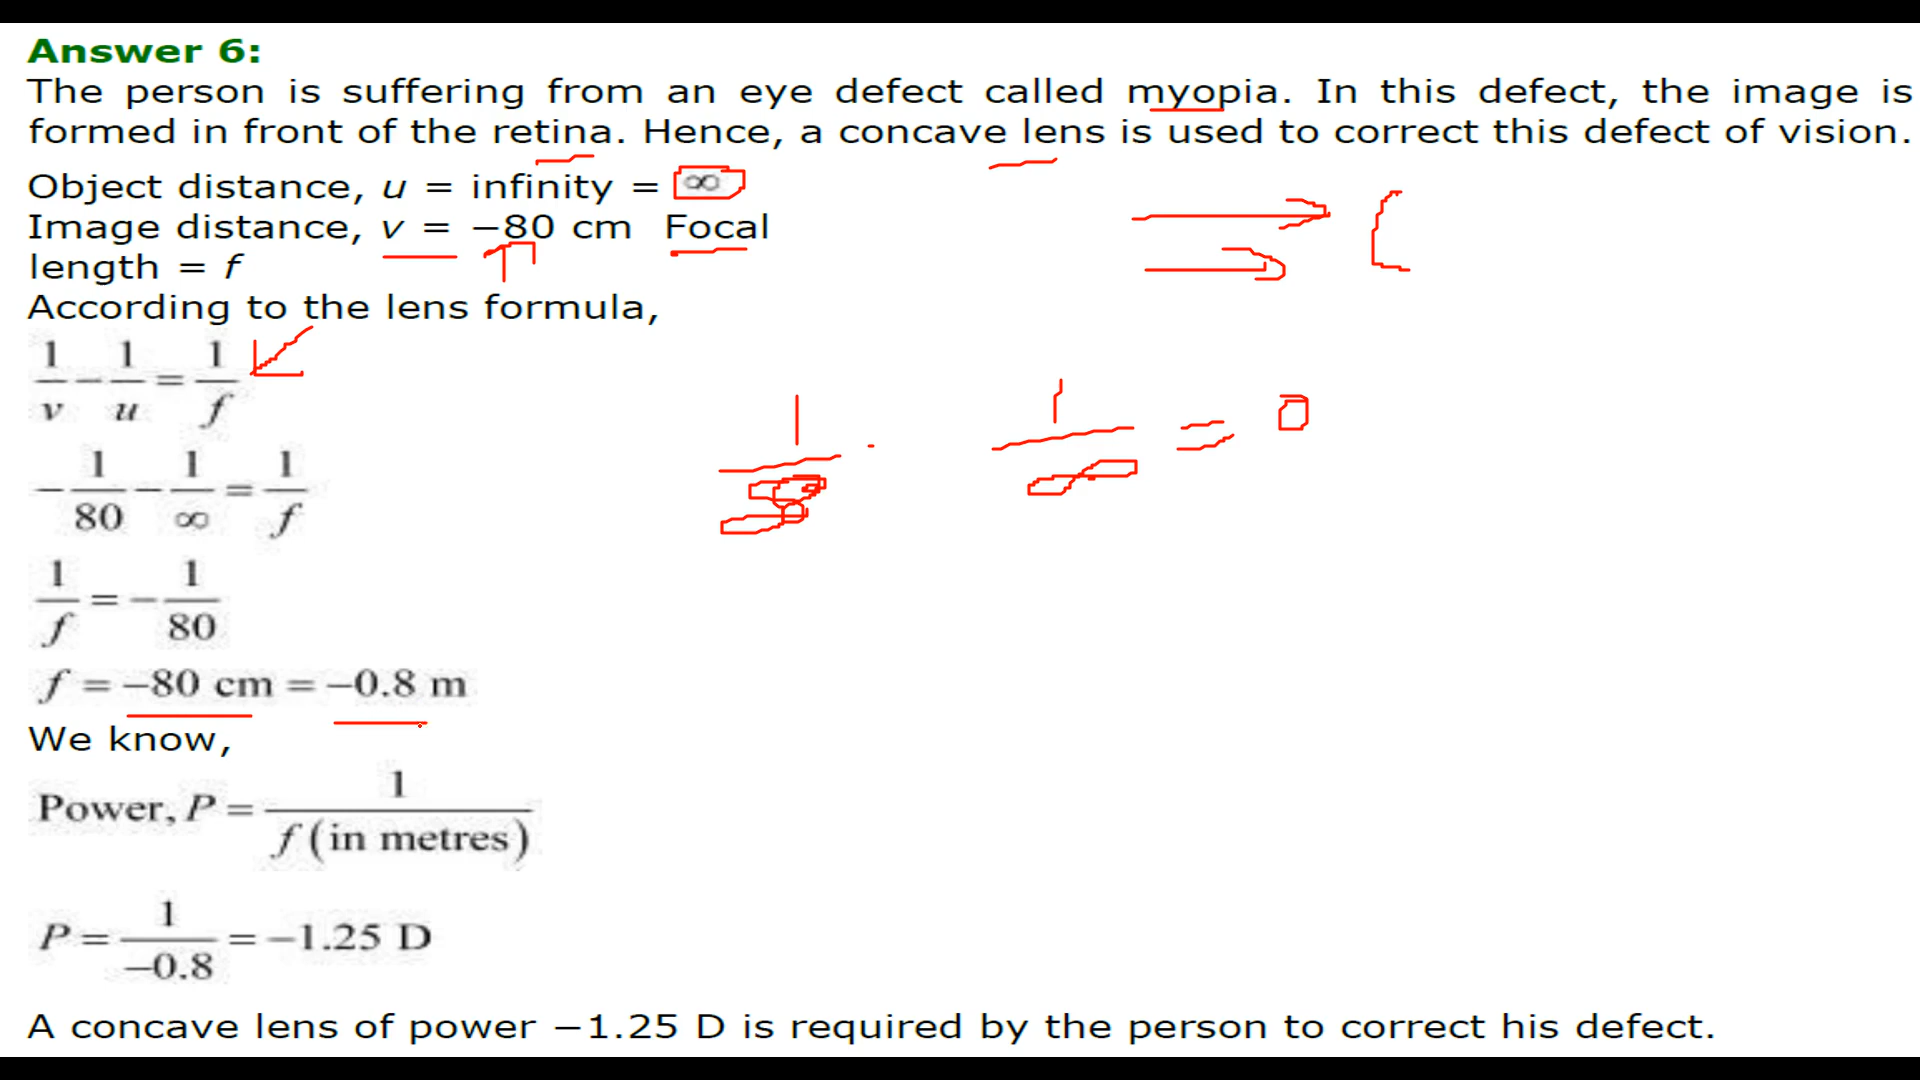 Answer 6:
The person is suffering from an eye defect called myopia. In this defect, the image is
formed in front of the retina. Hence, a concave lens is used to correct this defect of vision.
Object distance, u = infinity = ∞
Image distance, v = −80 cm Focal
length = f
According to the lens formula,
1/v − 1/u = 1/f
− 1/80 − 1/∞ = 1/f
1/f = − 1/80
f = −80 cm = −0.8 m
We know,
Power, P = 1/f (in metres)
P = 1/−0.8 = −1.25 D
A concave lens of power −1.25 D is required by the person to correct his defect.
1/∞ = 0